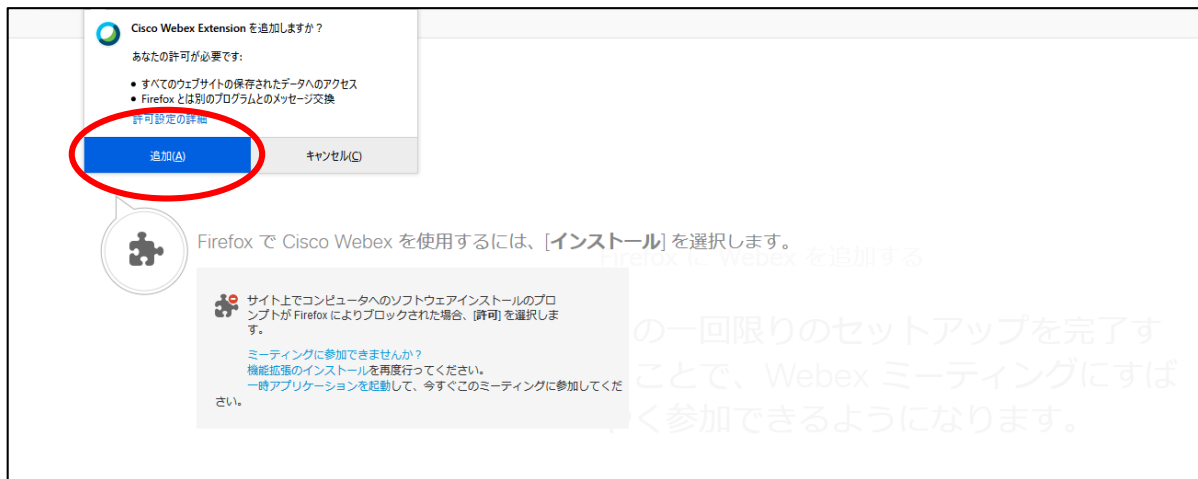 Cisco Webex Extension を追加しますか？
あなたの許可が必要です:
• すべてのウェブサイトの保存されたデータへのアクセス
• Firefox とは別のプログラムとのメッセージ交換
許可設定の詳細
追加(A)
キャンセル(C)
Firefox で Cisco Webex を使用するには、[インストール] を選択します。
Firefox に Webex を追加する
サイト上でコンピュータへのソフトウェアインストールのプロ
ンプトが Firefox によりブロックされた場合、[許可] を選択しま
す。
ミーティングに参加できませんか？
機能拡張のインストールを再度行ってください。
一時アプリケーションを起動して、今すぐこのミーティングに参加してくだ
さい。
の一回限りのセットアップを完了す
ことで、Webex ミーティングにすば
く参加できるようになります。